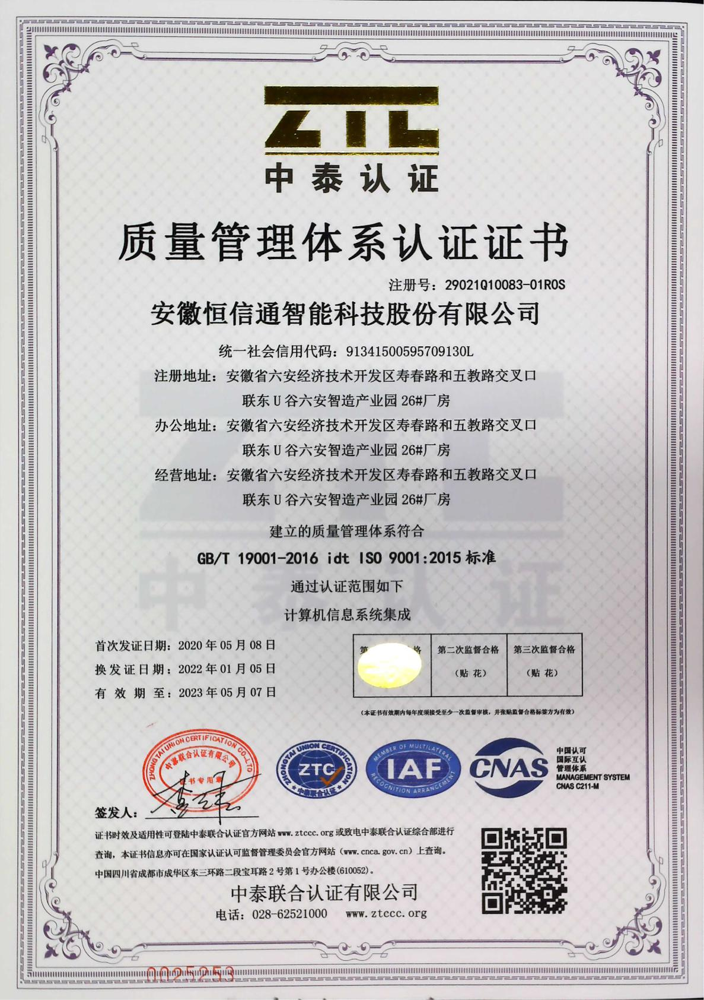 ZTC
中泰认证
质量管理体系认证证书
注册号：29021Q10083-01R0S
安徽恒信通智能科技股份有限公司
统一社会信用代码：91341500595709130L
注册地址：安徽省六安经济技术开发区寿春路和五教路交叉口
联东 U 谷六安智造产业园 26#厂房
办公地址：安徽省六安经济技术开发区寿春路和五教路交叉口
联东 U 谷六安智造产业园 26#厂房
经营地址：安徽省六安经济技术开发区寿春路和五教路交叉口
联东 U 谷六安智造产业园 26#厂房
建立的质量管理体系符合
GB/T 19001-2016 idt ISO 9001:2015 标准
通过认证范围如下
计算机信息系统集成
首次发证日期：2020 年 05 月 08 日
换发证日期：2022 年 01 月 05 日
有效期至：2023 年 05 月 07 日
第 格
第二次监督合格
（贴 花）
第三次监督合格
（贴 花）
（本证书有效期内每年度须接受至少一次监督审核，并张贴监督合格标签方为有效）
ZHONGTAI UNION CERTIFICATION CO.,LTD
中泰联合认证有限公司
证书专用章
ZHONGTAI UNION CERTIFICATION
ZTC
中泰联合认证
MEMBER OF MULTILATERAL
IAF
RECOGNITION ARRANGEMENT
CNAS
中国认可
国际互认
管理体系
MANAGEMENT SYSTEM
CNAS C211-M
签发人：
证书时效及适用性可登陆中泰联合认证官方网站 www.ztccc.org 或致电中泰联合认证综合部进行
查询，本证书信息亦可在国家认证认可监督管理委员会官方网站（www.cnca.gov.cn）上查询。
中国四川省成都市成华区东三环路二段宝耳路 2 号第 1 号办公楼(610052)。
中泰联合认证有限公司
电话：028-62521000 www.ztccc.org
0025253